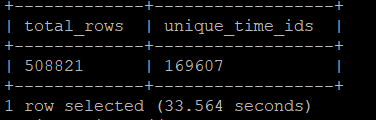 +--------------+------------------+
| total_rows | unique_time_ids |
+--------------+------------------+
| 508821 | 169607 |
+--------------+------------------+
1 row selected (33.564 seconds)